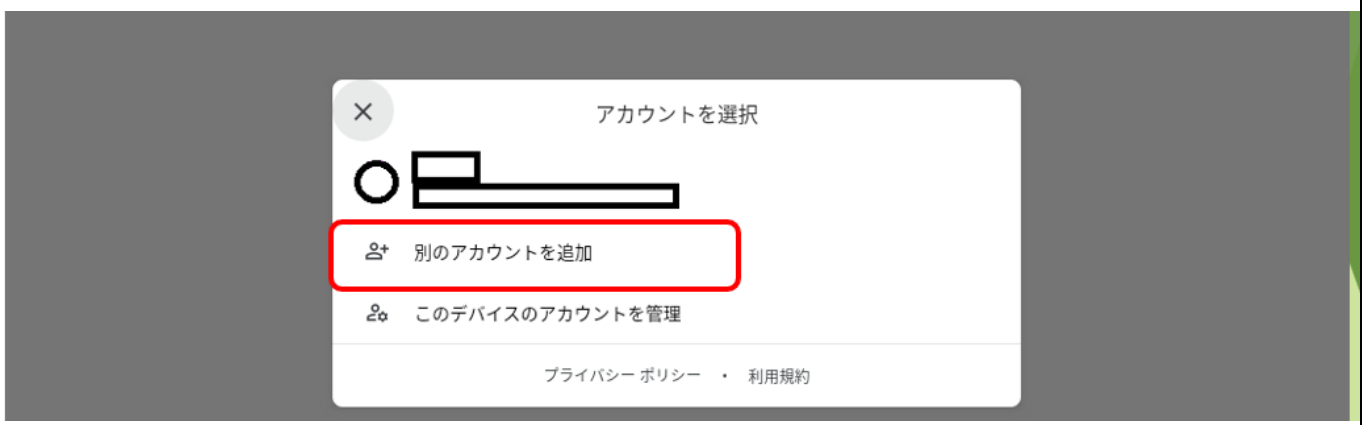 アカウントを選択
別のアカウントを追加
このデバイスのアカウントを管理
プライバシー ポリシー ・ 利用規約